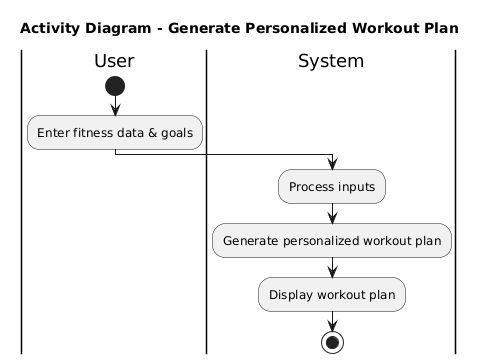 Activity Diagram - Generate Personalized Workout Plan
User
System
Enter fitness data & goals
Process inputs
Generate personalized workout plan
Display workout plan